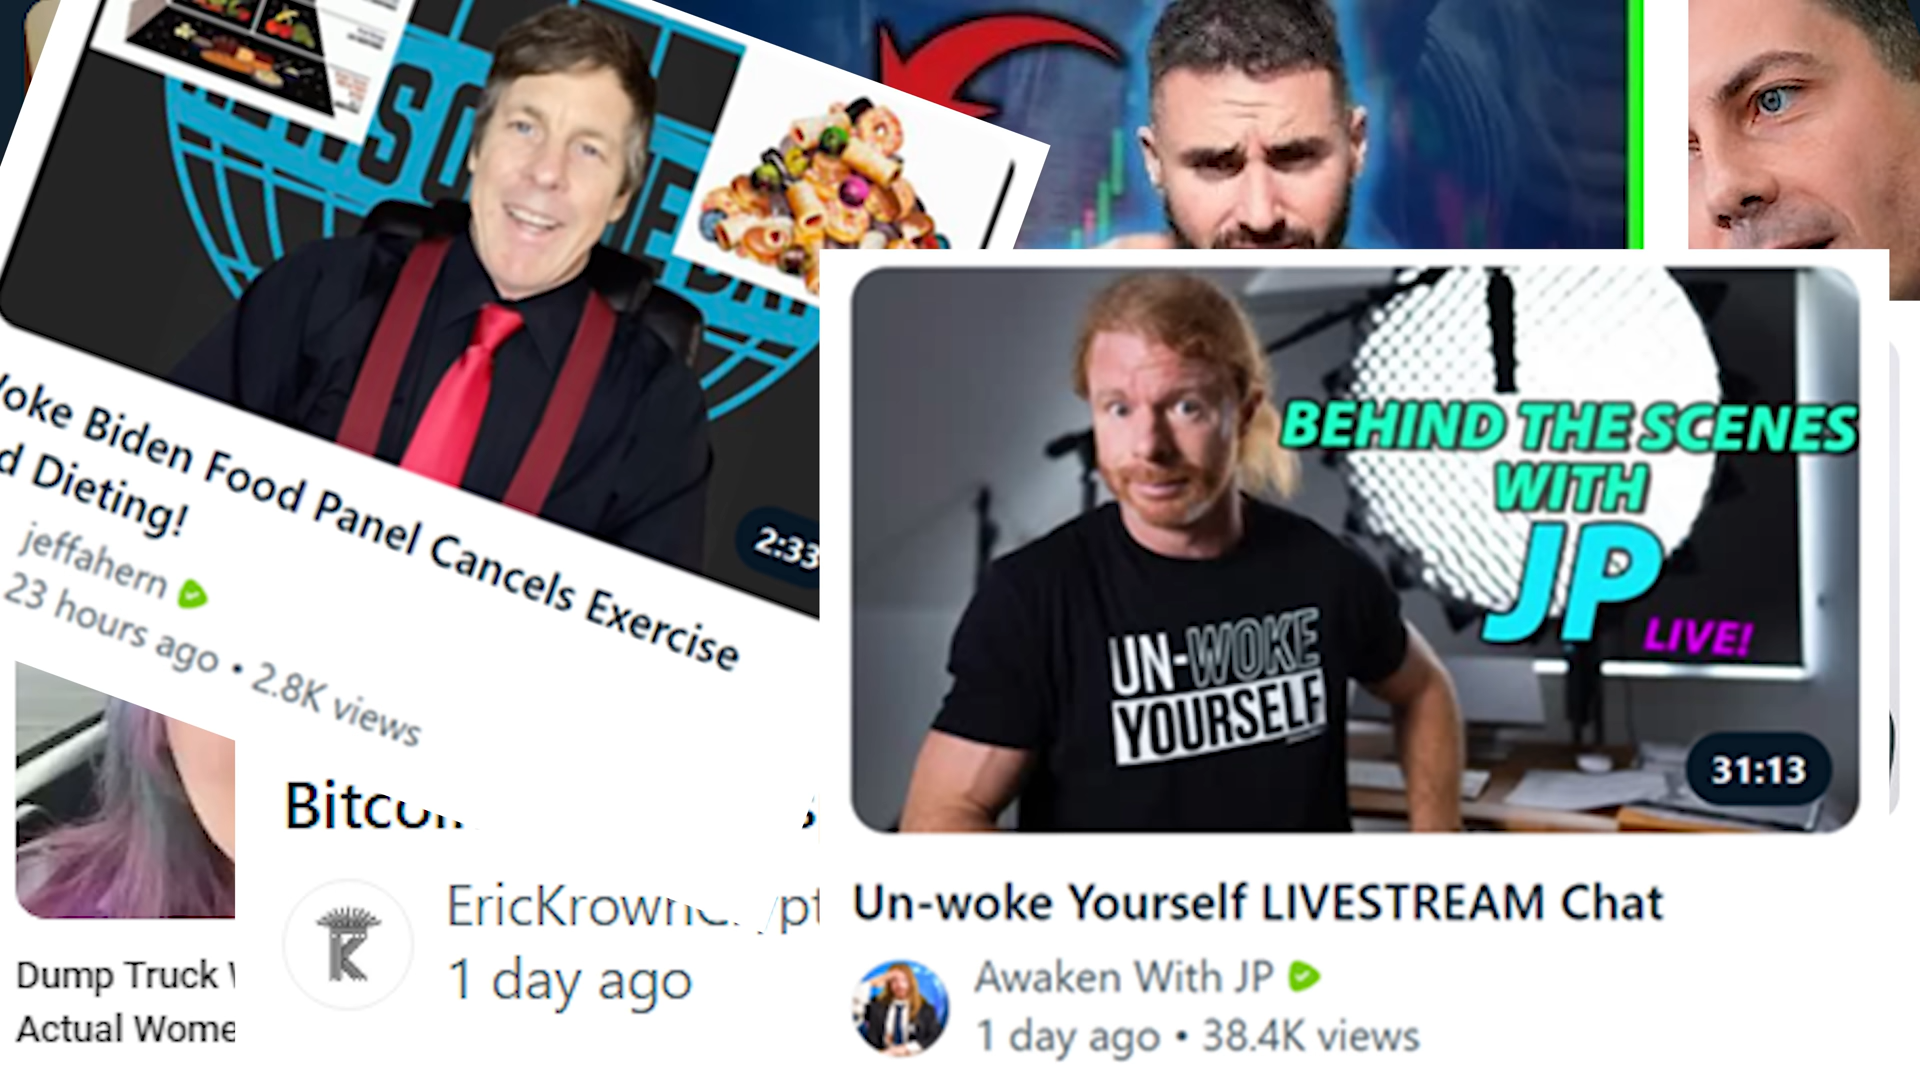 Biden Food Panel Cancels Exercise
Dieting!
jeffahern
23 hours ago • 2.8K views
2:33
BEHIND THE SCENES
WITH
JP
LIVE!
UN-WOKE
YOURSELF
31:13
Un-woke Yourself LIVESTREAM Chat
Awaken With JP
1 day ago • 38.4K views
K
1 day ago
Dump Truck
Actual